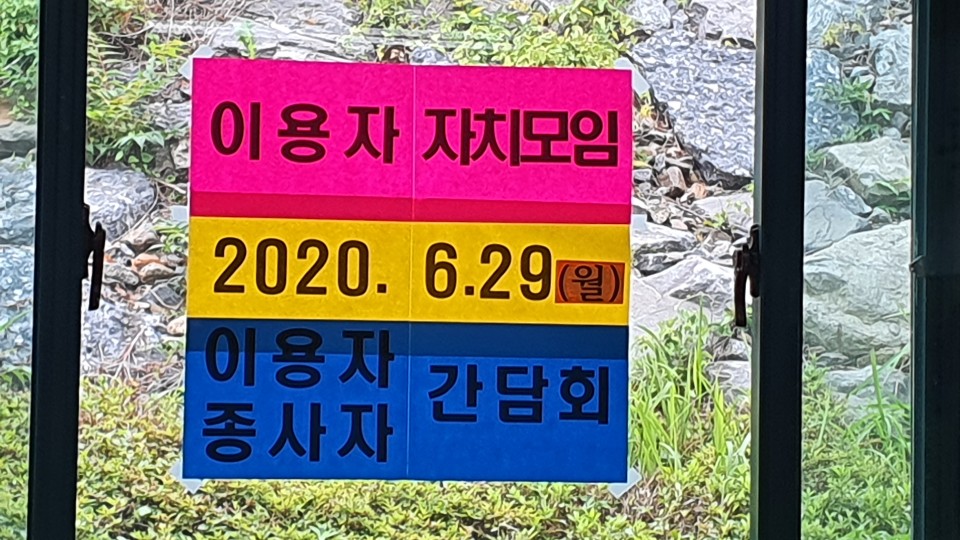 이용자 자치모임
2020. 6.29(월)
이용자
종사자 간담회